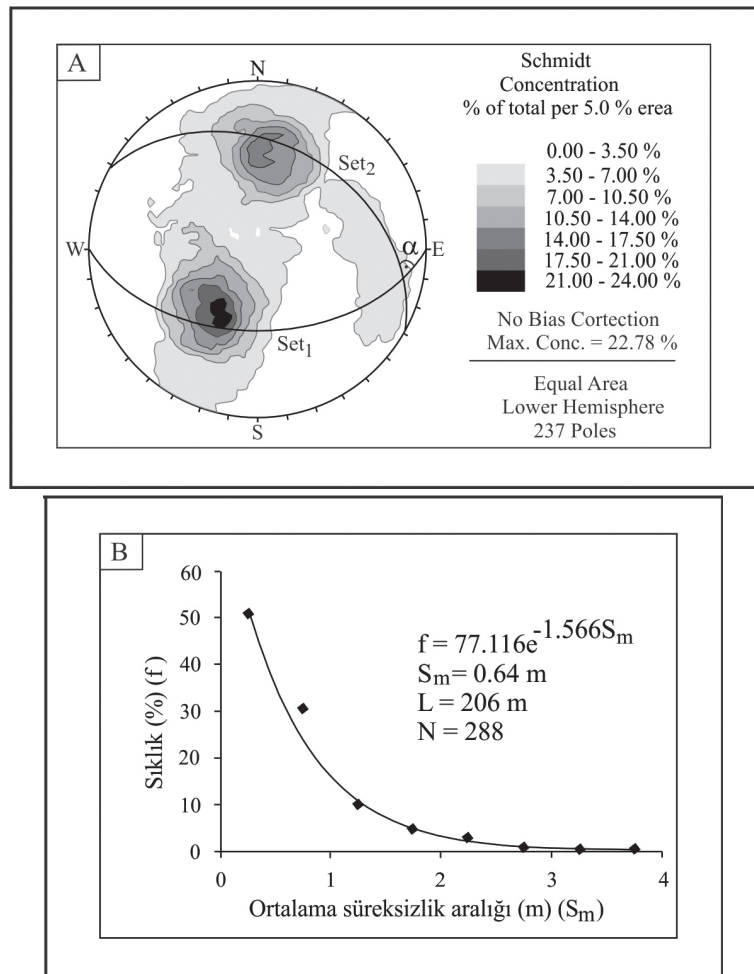 A
N
W
E
S
Set2
Set1
α
Schmidt
Concentration
% of total per 5.0 % erea
0.00 - 3.50 %
3.50 - 7.00 %
7.00 - 10.50 %
10.50 - 14.00 %
14.00 - 17.50 %
17.50 - 21.00 %
21.00 - 24.00 %
No Bias Cortection
Max. Conc. = 22.78 %
Equal Area
Lower Hemisphere
237 Poles
B
Sıklık (%) (f )
60
50
40
30
20
10
0
f = 77.116e-1.566Sm
Sm= 0.64 m
L = 206 m
N = 288
0 1 2 3 4
Ortalama süreksizlik aralığı (m) (Sm)